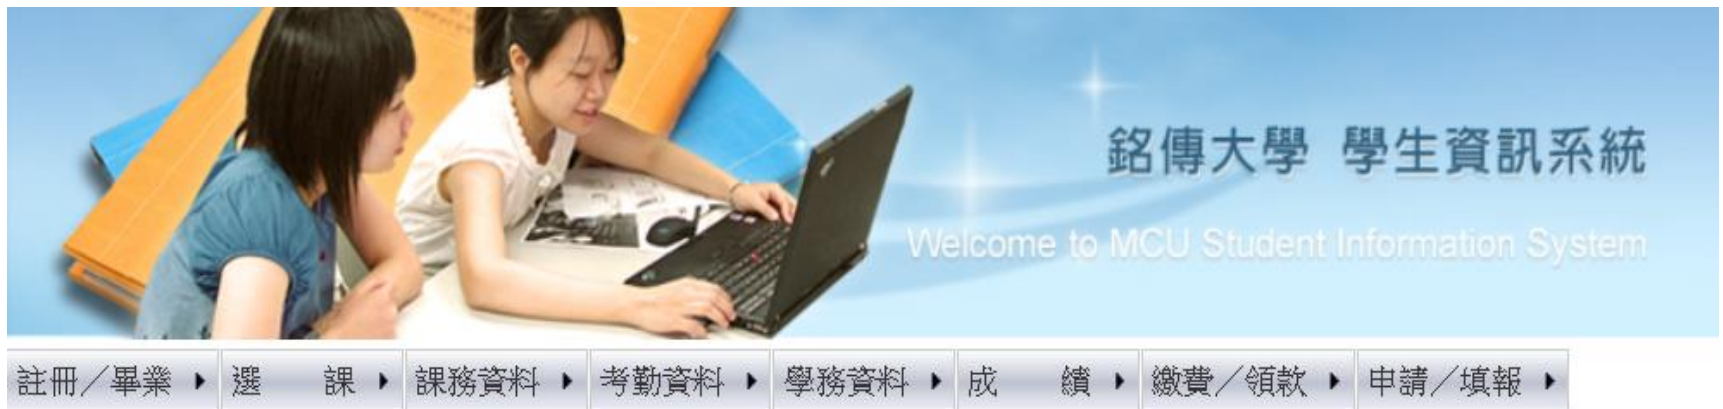 銘傳大學 學生資訊系統
Welcome to MCU Student Information System
註冊／畢業 選 課 課務資料 考勤資料 學務資料 成 績 繳費／領款 申請／填報